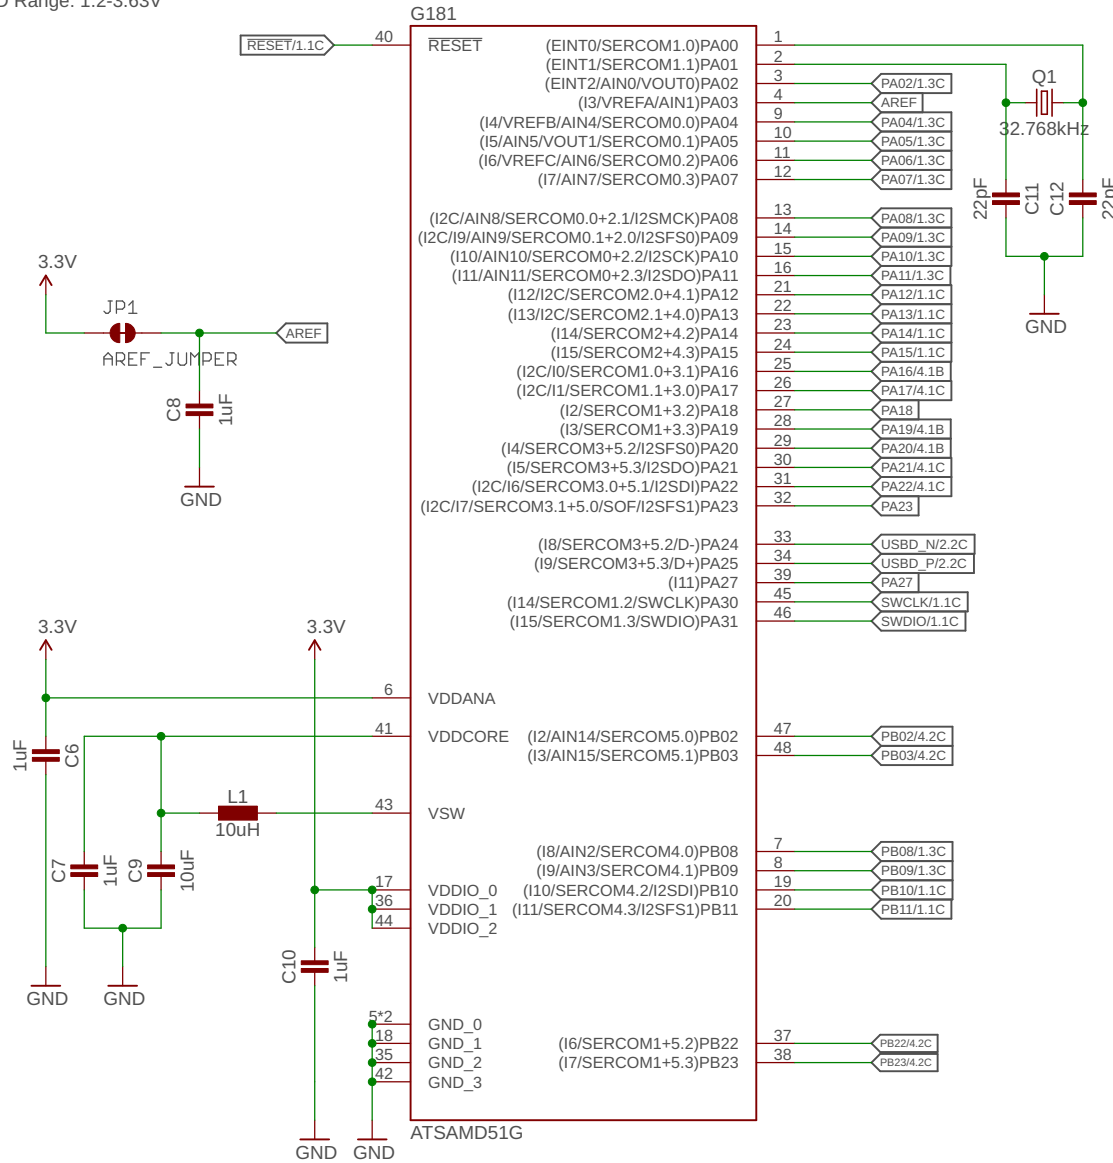 D Range: 1.2-3.63V
G181
RESET/1.1C 40 RESET
(EINT0/SERCOM1.0)PA00 1
(EINT1/SERCOM1.1)PA01 2
(EINT2/AIN0/VOUT0)PA02 3 PA02/1.3C
(I3/VREFA/AIN1)PA03 4 AREF
(I4/VREFB/AIN4/SERCOM0.0)PA04 9 PA04/1.3C
(I5/AIN5/VOUT1/SERCOM0.1)PA05 10 PA05/1.3C
(I6/VREFC/AIN6/SERCOM0.2)PA06 11 PA06/1.3C
(I7/AIN7/SERCOM0.3)PA07 12 PA07/1.3C
Q1
32.768kHz
22pF C11 C12 22pF
GND
(I2C/AIN8/SERCOM0.0+2.1/I2SMCK)PA08 13 PA08/1.3C
(I2C/I9/AIN9/SERCOM0.1+2.0/I2SFS0)PA09 14 PA09/1.3C
(I10/AIN10/SERCOM0+2.2/I2SCK)PA10 15 PA10/1.3C
(I11/AIN11/SERCOM0+2.3/I2SDO)PA11 16 PA11/1.3C
(I12/I2C/SERCOM2.0+4.1)PA12 21 PA12/1.1C
(I13/I2C/SERCOM2.1+4.0)PA13 22 PA13/1.1C
(I14/SERCOM2+4.2)PA14 23 PA14/1.1C
(I15/SERCOM2+4.3)PA15 24 PA15/1.1C
(I2C/I0/SERCOM1.0+3.1)PA16 25 PA16/4.1B
(I2C/I1/SERCOM1.1+3.0)PA17 26 PA17/4.1C
(I2/SERCOM1+3.2)PA18 27 PA18
(I3/SERCOM1+3.3)PA19 28 PA19/4.1B
(I4/SERCOM3+5.2/I2SFS0)PA20 29 PA20/4.1B
(I5/SERCOM3+5.3/I2SDO)PA21 30 PA21/4.1C
(I2C/I6/SERCOM3.0+5.1/I2SDI)PA22 31 PA22/4.1C
(I2C/I7/SERCOM3.1+5.0/SOF/I2SFS1)PA23 32 PA23
3.3V
JP1
AREF
AREF_JUMPER
C8 1uF
GND
(I8/SERCOM3+5.2/D-)PA24 33 USBD_N/2.2C
(I9/SERCOM3+5.3/D+)PA25 34 USBD_P/2.2C
(I11)PA27 39 PA27
(I14/SERCOM1.2/SWCLK)PA30 45 SWCLK/1.1C
(I15/SERCOM1.3/SWDIO)PA31 46 SWDIO/1.1C
3.3V 3.3V
6 VDDANA
41 VDDCORE (I2/AIN14/SERCOM5.0)PB02 47 PB02/4.2C
(I3/AIN15/SERCOM5.1)PB03 48 PB03/4.2C
1uF C6
L1
10uH
43 VSW
C7 1uF C9 10uF
(I8/AIN2/SERCOM4.0)PB08 7 PB08/1.3C
(I9/AIN3/SERCOM4.1)PB09 8 PB09/1.3C
17 VDDIO_0 (I10/SERCOM4.2/I2SDI)PB10 19 PB10/1.1C
36 VDDIO_1 (I11/SERCOM4.3/I2SFS1)PB11 20 PB11/1.1C
44 VDDIO_2
C10 1uF
GND GND
5*2 GND_0
18 GND_1 (I6/SERCOM1+5.2)PB22 37 PB22/4.2C
35 GND_2 (I7/SERCOM1+5.3)PB23 38 PB23/4.2C
42 GND_3
ATSAMD51G
GND GND